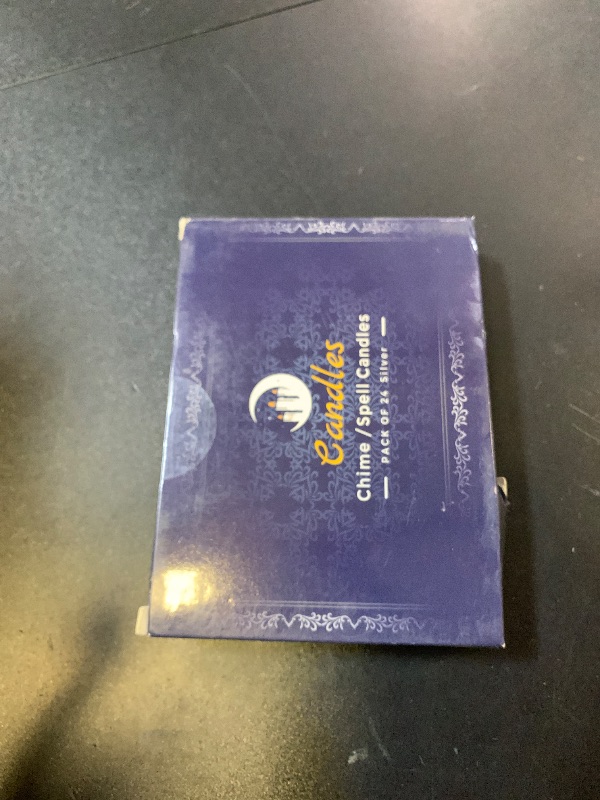 Candles
Chime / Spell Candles
PACK OF 24 Silver